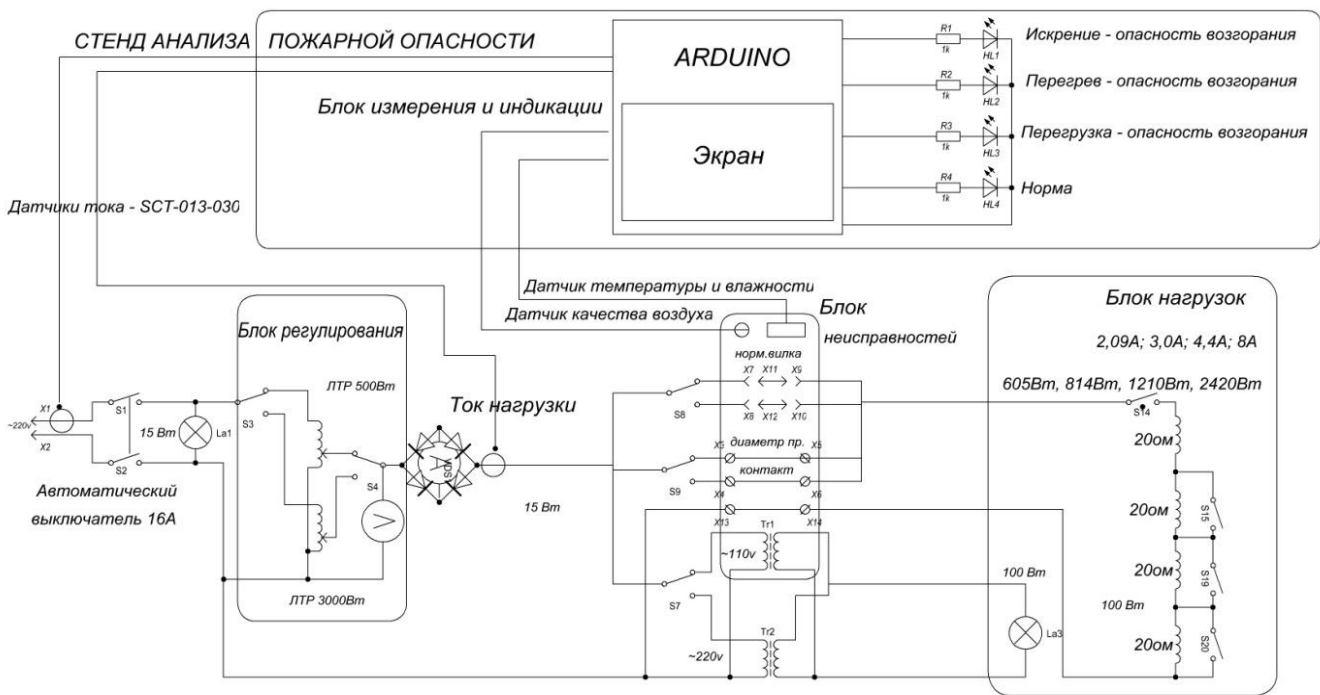 СТЕНД АНАЛИЗА ПОЖАРНОЙ ОПАСНОСТИ
ARDUINO
Экран
Блок измерения и индикации
R1
1k
HL1
Искрение - опасность возгорания
R2
1k
HL2
Перегрев - опасность возгорания
R3
1k
HL3
Перегрузка - опасность возгорания
R4
1k
HL4
Норма
Датчики тока - SCT-013-030
Датчик температуры и влажности
Датчик качества воздуха
Блок
неисправностей
Блок регулирования
ЛТР 500Вт
Ток нагрузки
X1
~220v
X2
S1
S2
15 Вт
La1
S3
S4
A
VDS
V
15 Вт
Автоматический
выключатель 16А
ЛТР 3000Вт
норм.вилка
X7
X11
X9
S8
X8
X12
X10
X3
диаметр пр.
X5
контакт
S9
X4
X6
X13
X14
Tr1
~110v
S7
Tr2
~220v
100 Вт
La3
Блок нагрузок
2,09А; 3,0А; 4,4А; 8А
605Вт, 814Вт, 1210Вт, 2420Вт
S14
20ом
20ом
S15
20ом
S19
100 Вт
20ом
S20